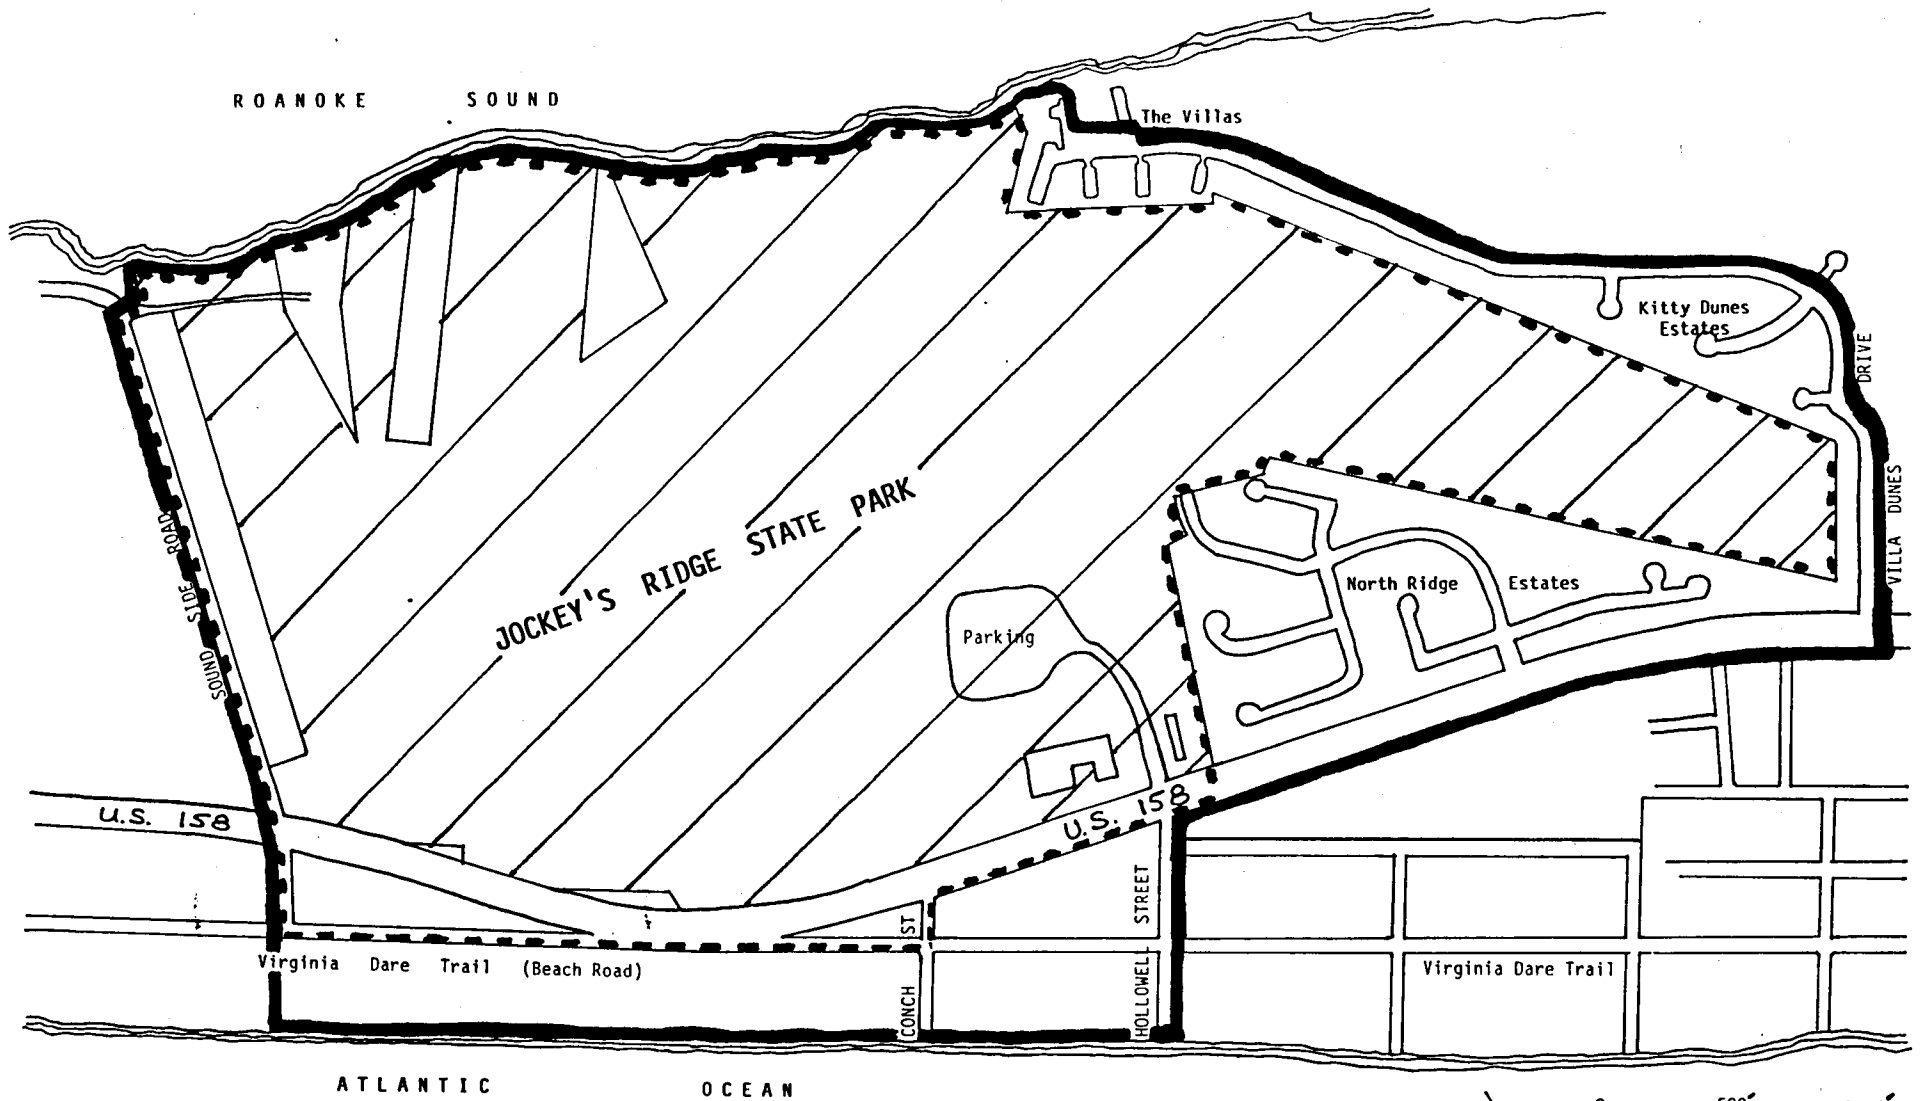 ROANOKE SOUND
The Villas
Kitty Dunes
Estates
DRIVE
VILLA DUNES
JOCKEY'S RIDGE STATE PARK
North Ridge Estates
Parking
SOUND SIDE ROAD
U.S. 158
U.S. 158
CONCH ST
HOLLOWELL STREET
Virginia Dare Trail (Beach Road)
Virginia Dare Trail
ATLANTIC OCEAN